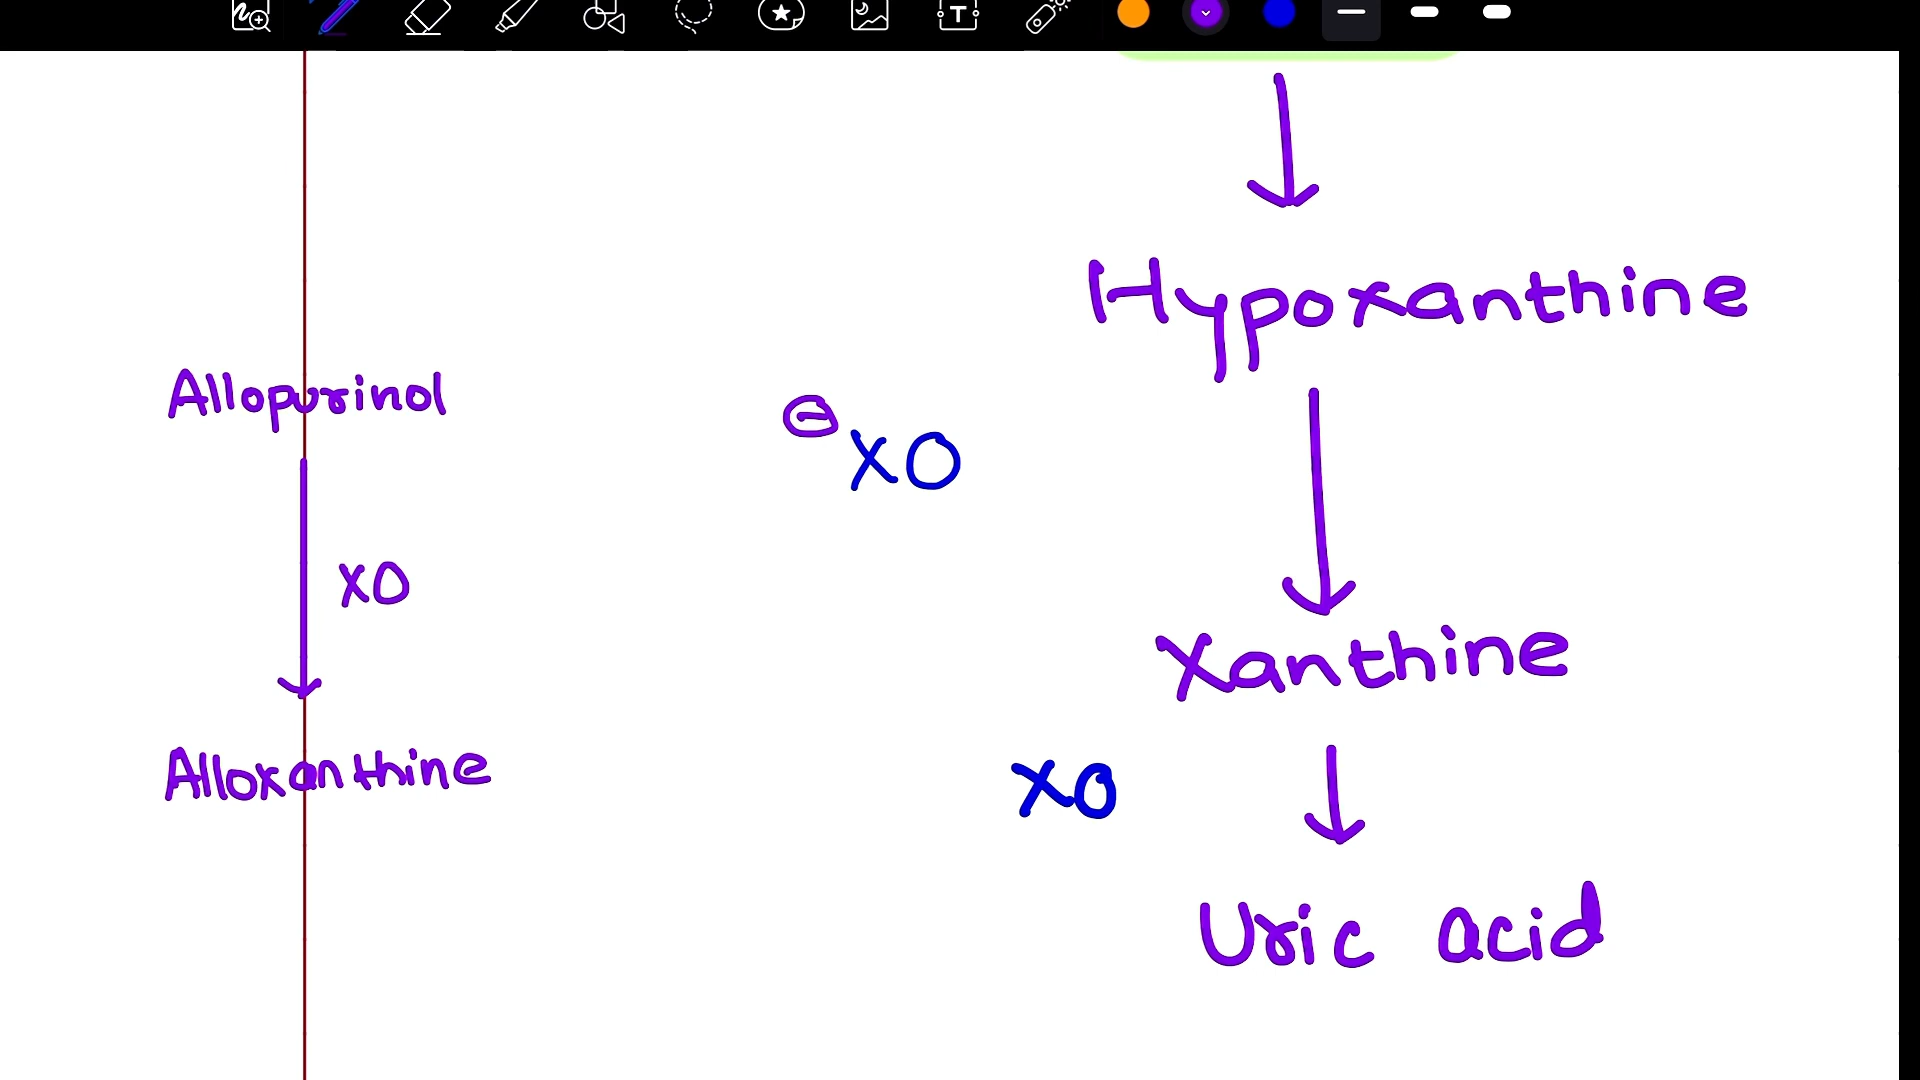 Hypoxanthine
Allopurinol
⊖ XO
XO
Xanthine
Alloxanthine
XO
Uric acid